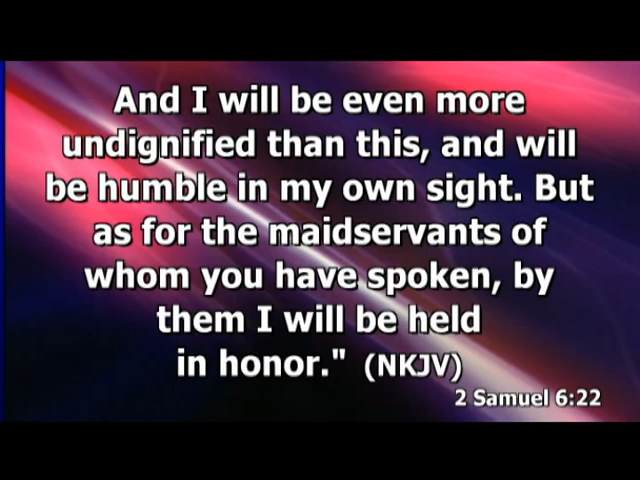 And I will be even more
undignified than this, and will
be humble in my own sight. But
as for the maidservants of
whom you have spoken, by
them I will be held
in honor." (NKJV)
2 Samuel 6:22